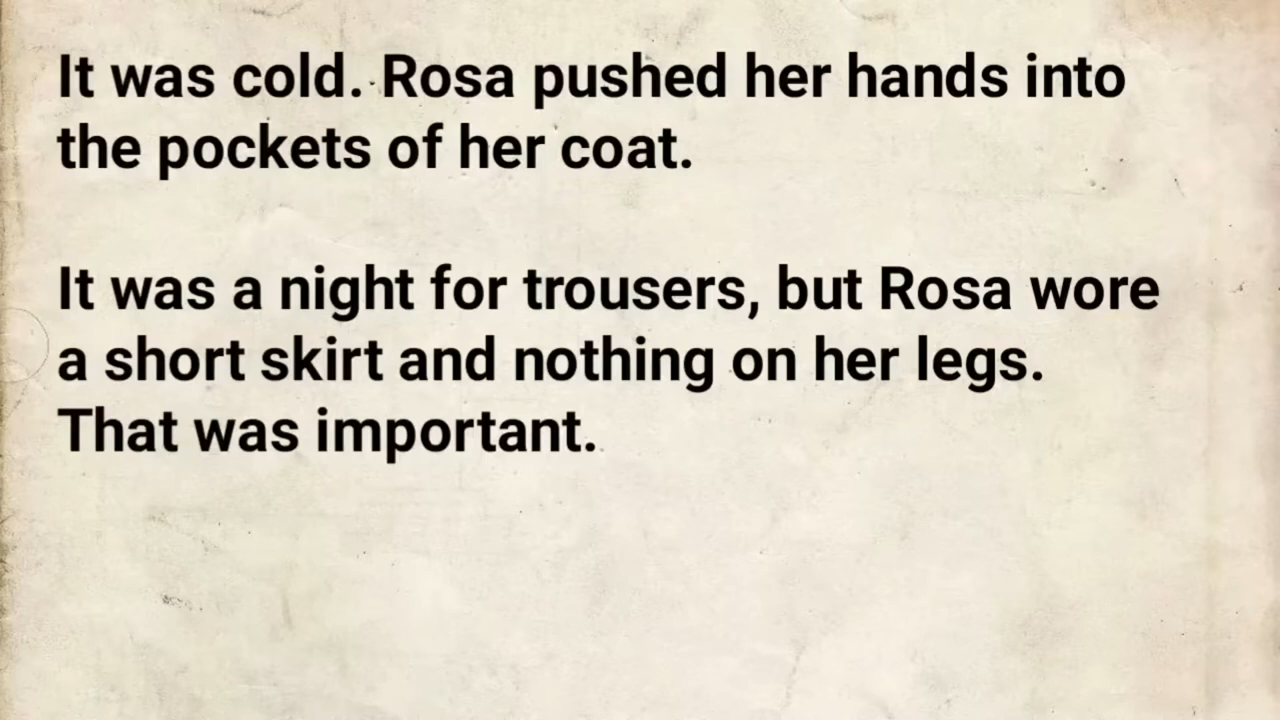 It was cold. Rosa pushed her hands into
the pockets of her coat.
It was a night for trousers, but Rosa wore
a short skirt and nothing on her legs.
That was important.